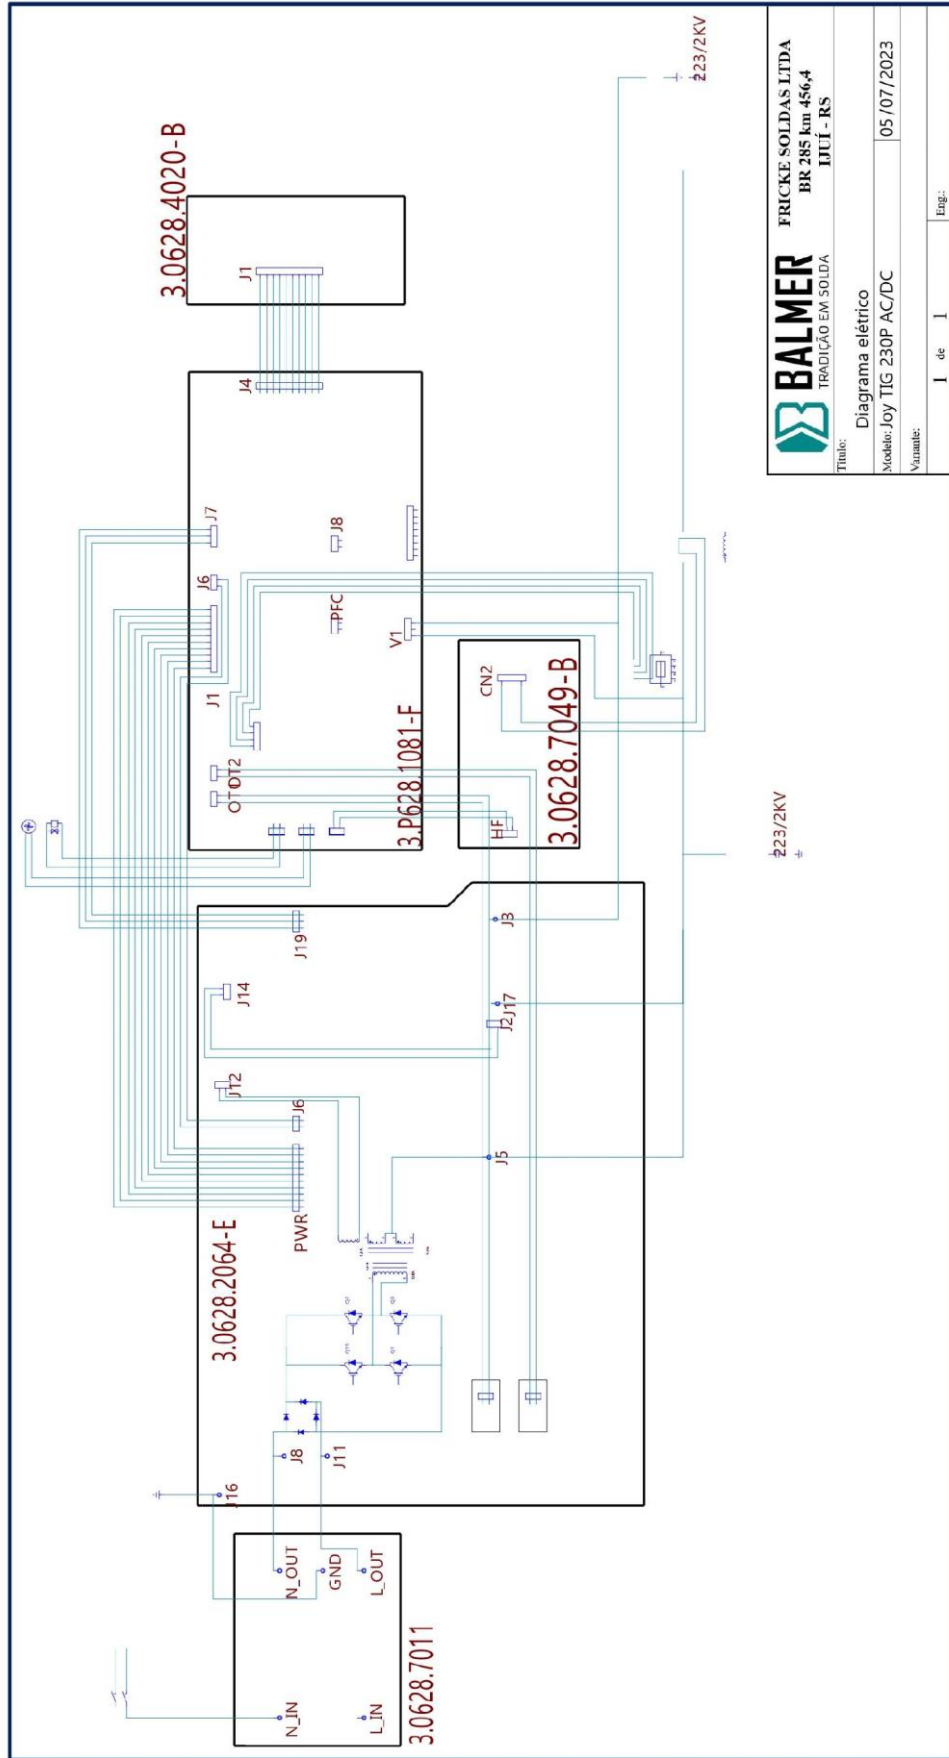 3.0628.7011
N_IN
L_IN
N_OUT
GND
L_OUT
3.0628.2064-E
J16
J8
J11
PWR
J6
J12
J14
J19
J5
J2
J17
J3
3.P628.1081-F
OT
OT2
J1
J6
J7
J4
PFC
J8
V1
3.0628.4020-B
J1
3.0628.7049-B
HF
CN2
223/2KV
223/2KV
BALMER
TRADIÇÃO EM SOLDA
FRICKE SOLDAS LTDA
BR 285 km 456,4
IJUÍ - RS
Título:
Diagrama elétrico
Modelo: Joy TIG 230P AC/DC
05/07/2023
Variante:
1 de 1
Eng.: